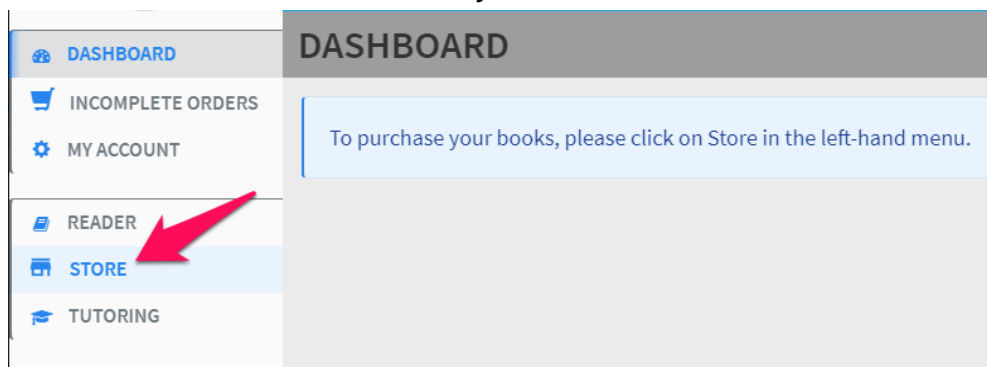 DASHBOARD
INCOMPLETE ORDERS
MY ACCOUNT
READER
STORE
TUTORING
DASHBOARD
To purchase your books, please click on Store in the left-hand menu.